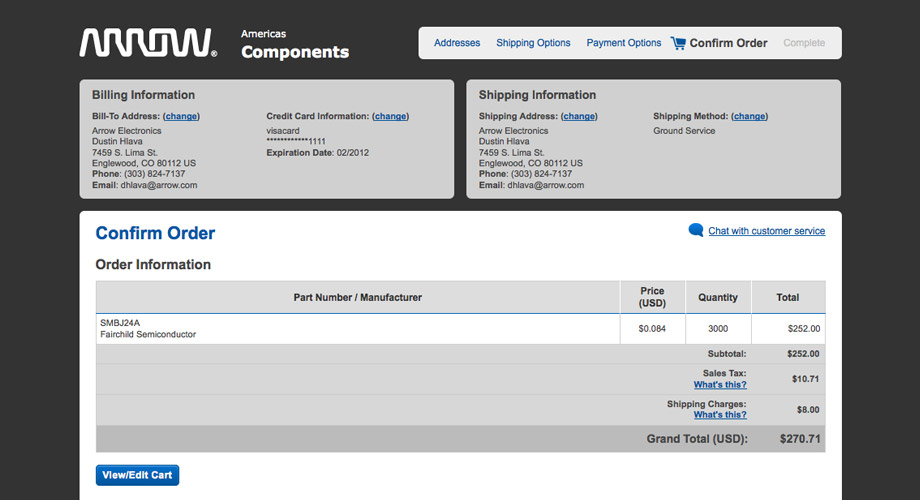 ARROW®
Americas
Components
Addresses Shipping Options Payment Options Confirm Order Complete
Billing Information
Bill-To Address: (change)
Arrow Electronics
Dustin Hlava
7459 S. Lima St.
Englewood, CO 80112 US
Phone: (303) 824-7137
Email: dhlava@arrow.com
Credit Card Information: (change)
visacard
************1111
Expiration Date: 02/2012
Shipping Information
Shipping Address: (change)
Arrow Electronics
Dustin Hlava
7459 S. Lima St.
Englewood, CO 80112 US
Phone: (303) 824-7137
Email: dhlava@arrow.com
Shipping Method: (change)
Ground Service
Confirm Order
Chat with customer service
Order Information
Part Number / Manufacturer Price (USD) Quantity Total
SMBJ24A
Fairchild Semiconductor
$0.084 3000 $252.00
Subtotal: $252.00
Sales Tax:
What's this?
$10.71
Shipping Charges:
What's this?
$8.00
Grand Total (USD): $270.71
View/Edit Cart